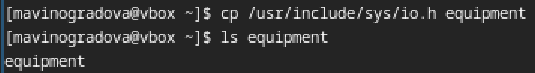 [mavinogradova@vbox ~]$ cp /usr/include/sys/io.h equipment
[mavinogradova@vbox ~]$ ls equipment
equipment